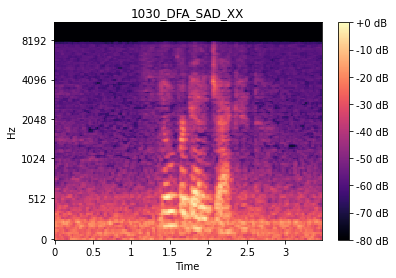 1030_DFA_SAD_XX
+0 dB
8192
-10 dB
4096
-20 dB
-30 dB
2048
Hz
-40 dB
1024
-50 dB
512
-60 dB
-70 dB
0
-80 dB
0 0.5 1 1.5 2 2.5 3
Time